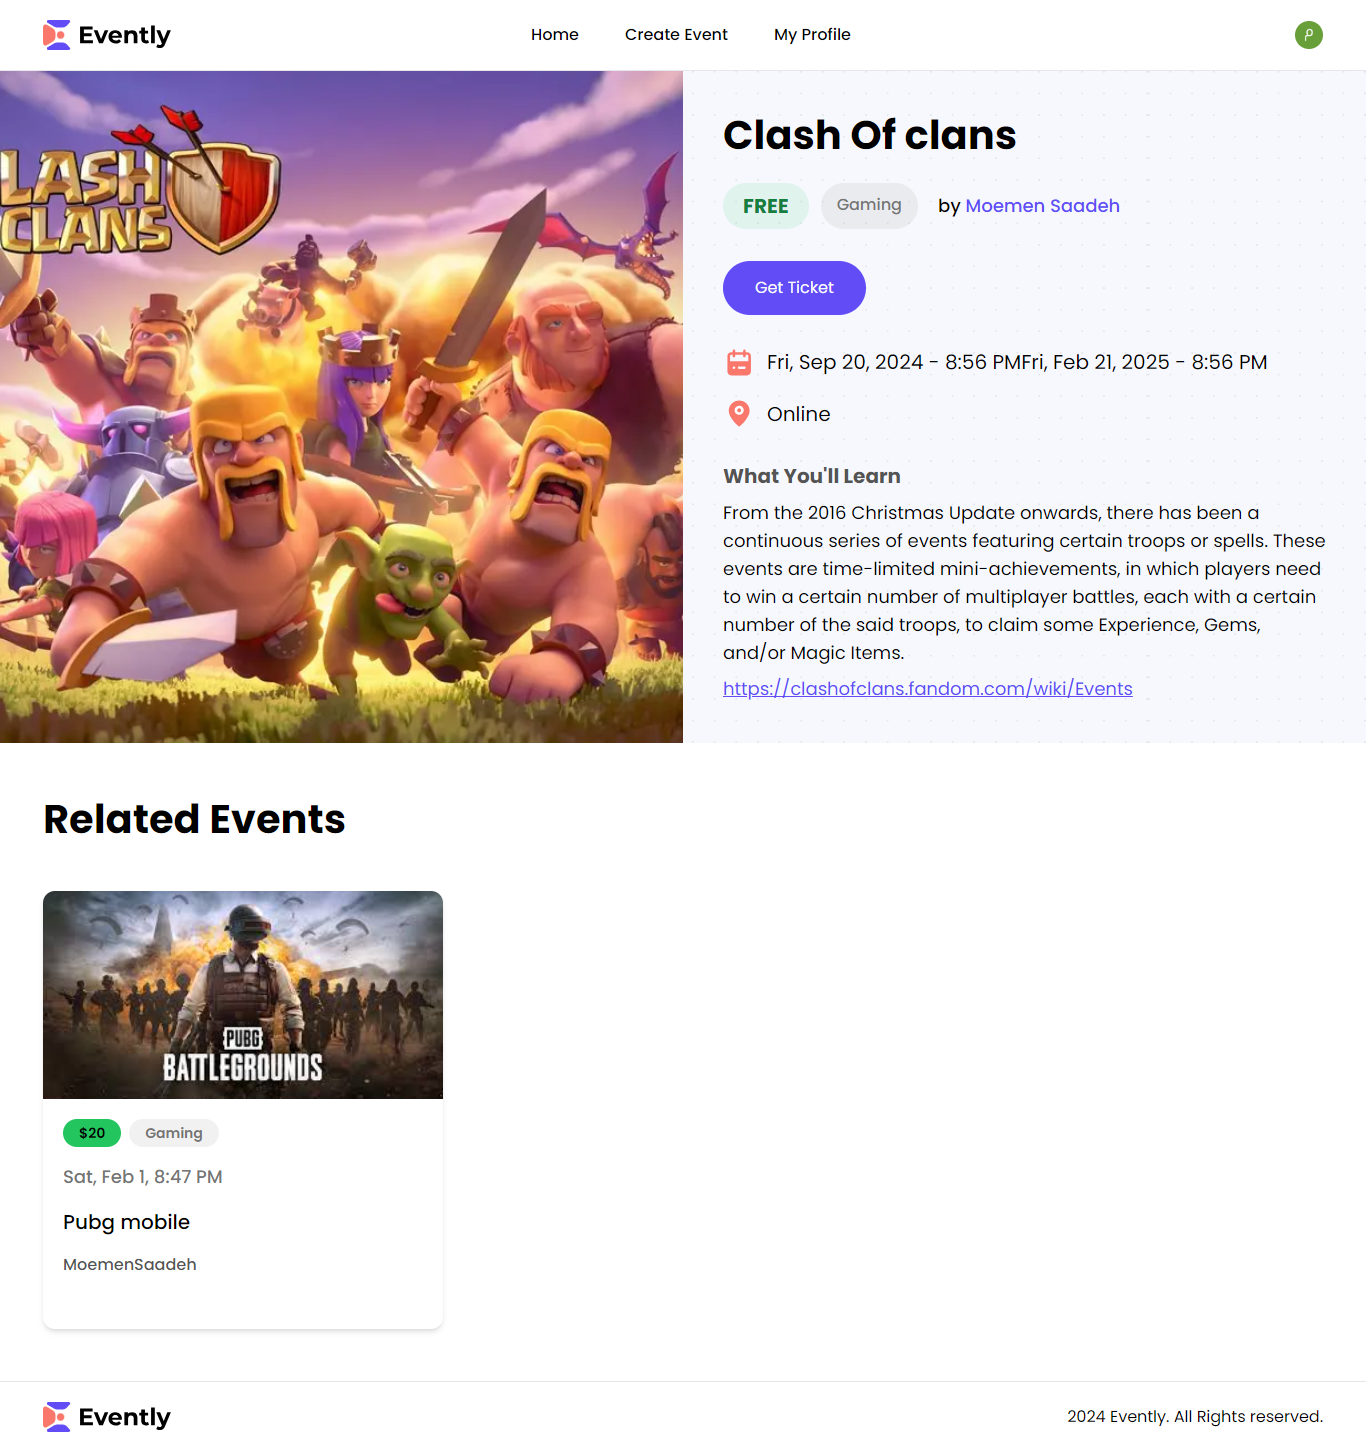 Evently
Home
Create Event
My Profile
LASH
CLANS
Clash Of clans
FREE
Gaming
by Moemen Saadeh
Get Ticket
Fri, Sep 20, 2024 - 8:56 PMFri, Feb 21, 2025 - 8:56 PM
Online
What You'll Learn
From the 2016 Christmas Update onwards, there has been a
continuous series of events featuring certain troops or spells. These
events are time-limited mini-achievements, in which players need
to win a certain number of multiplayer battles, each with a certain
number of the said troops, to claim some Experience, Gems,
and/or Magic Items.
https://clashofclans.fandom.com/wiki/Events
Related Events
PUBG
BATTLEGROUNDS
$20
Gaming
Sat, Feb 1, 8:47 PM
Pubg mobile
MoemenSaadeh
Evently
2024 Evently. All Rights reserved.